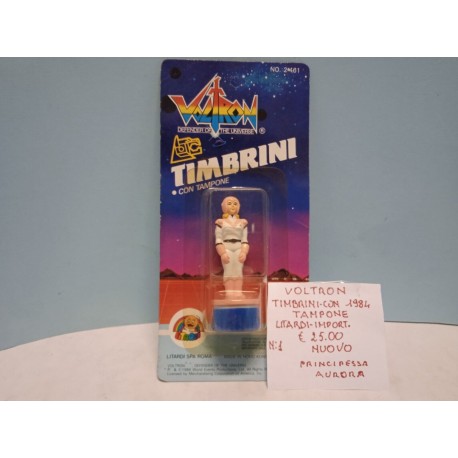 NO. 2481
VOLTRON
DEFENDER OF THE UNIVERSE ®
TIMBRINI
• CON TAMPONE
LITARDI SPA ROMA
VOLTRON
TIMBRINI-CON 1984
TAMPONE
LITARDI-IMPORT.
€ 25.00
N°1 NUOVO
PRINCIPESSA
AURORA